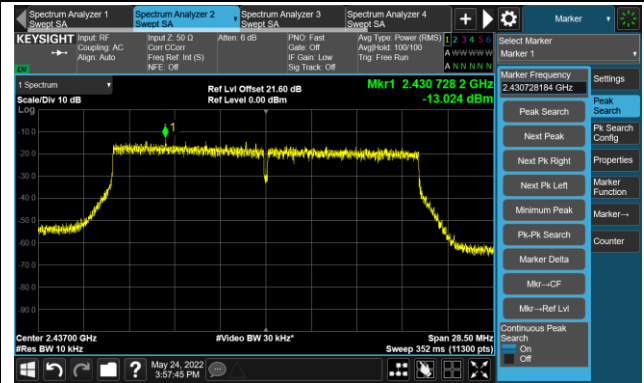 Spectrum Analyzer 1
Swept SA
Spectrum Analyzer 2
Swept SA
Spectrum Analyzer 3
Swept SA
Spectrum Analyzer 4
Swept SA
Marker
KEYSIGHT
Input: RF
Coupling: AC
Align: Auto
Input Z: 50 Ω
Corr CCorr
Freq Ref: Int (S)
NFE: Off
Atten: 6 dB
PNO: Fast
Gate: Off
IF Gain: Low
Sig Track: Off
Avg Type: Power (RMS)
Avg|Hold: 100/100
Trig: Free Run
1 2 3 4 5 6
A W W W W W
A N N N N N
Select Marker
Marker 1
1 Spectrum
Scale/Div 10 dB
Log
Ref Lvl Offset 21.60 dB
Ref Level 0.00 dBm
Mkr1 2.430 728 2 GHz
-13.024 dBm
1
-10.0
-20.0
-30.0
-40.0
-50.0
-60.0
-70.0
-80.0
-90.0
Center 2.43700 GHz
#Res BW 10 kHz
#Video BW 30 kHz*
Span 28.50 MHz
Sweep 352 ms (11300 pts)
Marker Frequency
2.430728184 GHz
Peak Search
Next Peak
Next Pk Right
Next Pk Left
Minimum Peak
Pk-Pk Search
Marker Delta
Mkr→CF
Mkr→Ref Lvl
Continuous Peak
Search
On
Off
Settings
Peak
Search
Pk Search
Config
Properties
Marker
Function
Marker→
Counter
May 24, 2022
3:57:45 PM